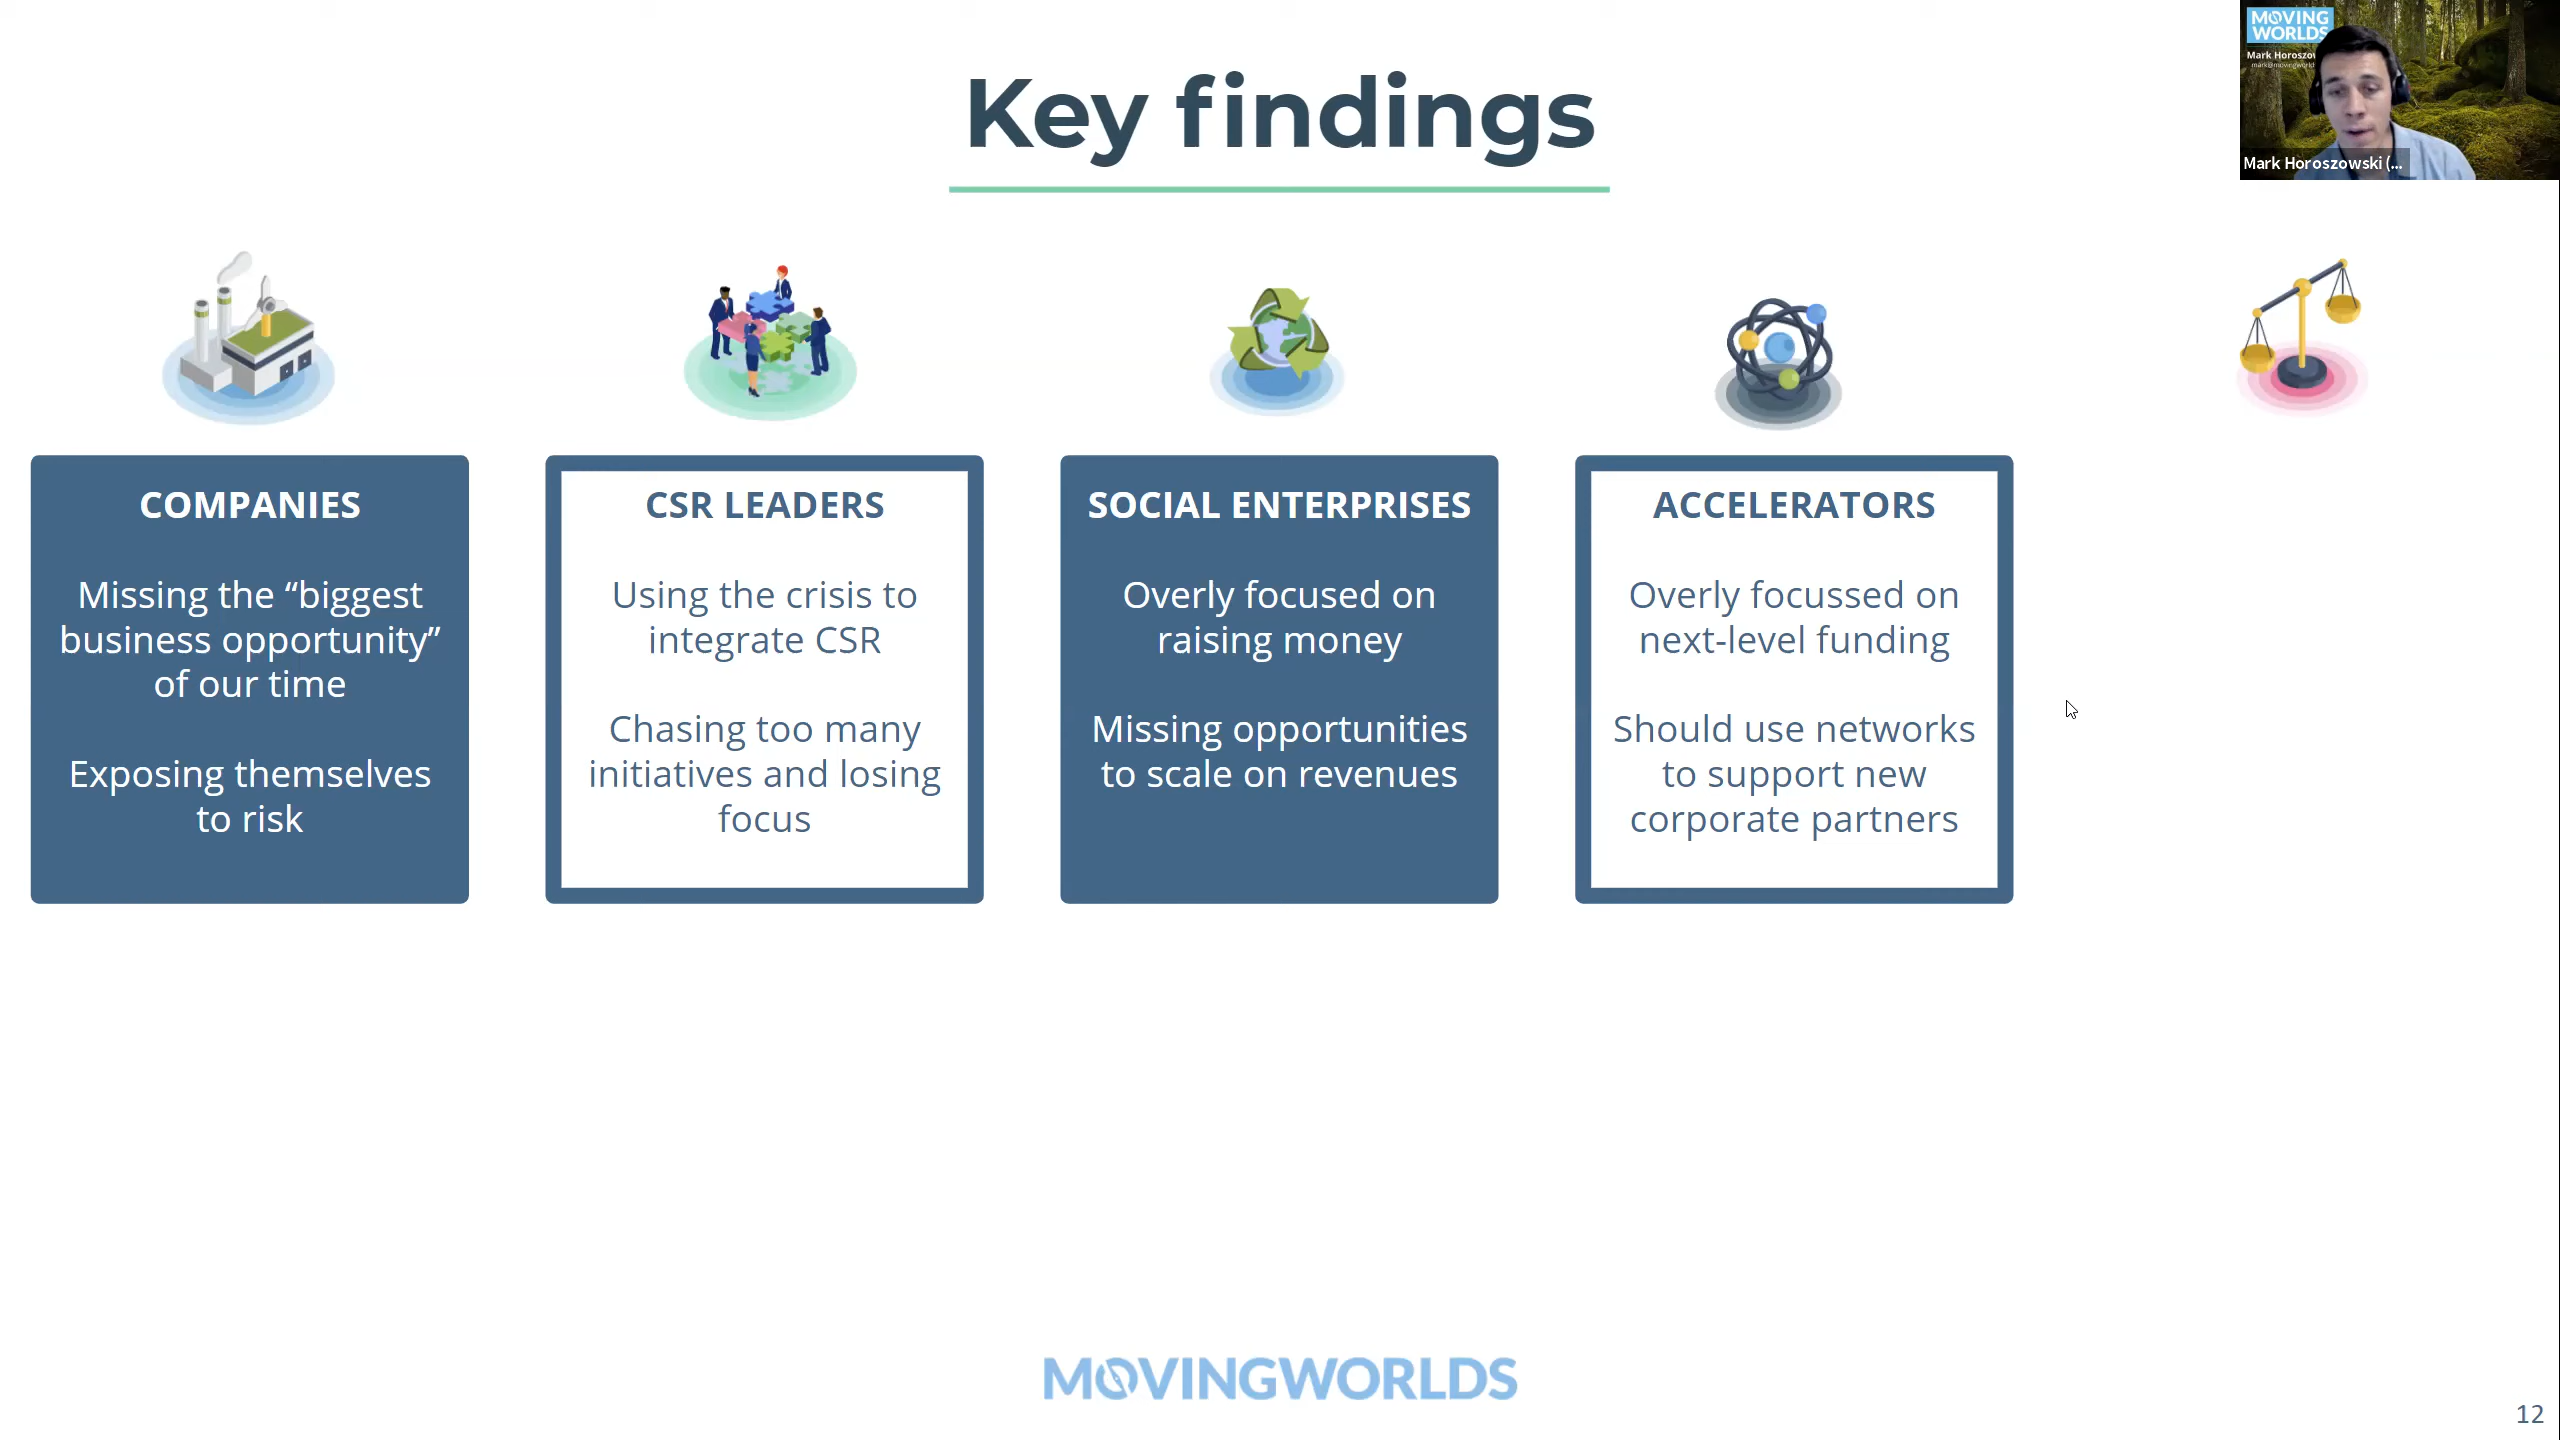 Key findings
MOVING
WORLDS
Mark Horoszow
Mark Horoszowski (...
COMPANIES
Missing the “biggest
business opportunity”
of our time
Exposing themselves
to risk
CSR LEADERS
Using the crisis to
integrate CSR
Chasing too many
initiatives and losing
focus
SOCIAL ENTERPRISES
Overly focused on
raising money
Missing opportunities
to scale on revenues
ACCELERATORS
Overly focussed on
next-level funding
Should use networks
to support new
corporate partners
MOVINGWORLDS
12